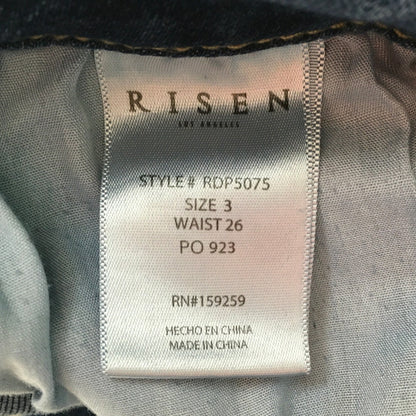 RISEN
LOS ANGELES
STYLE# RDP5075
SIZE 3
WAIST 26
PO 923
RN#159259
HECHO EN CHINA
MADE IN CHINA